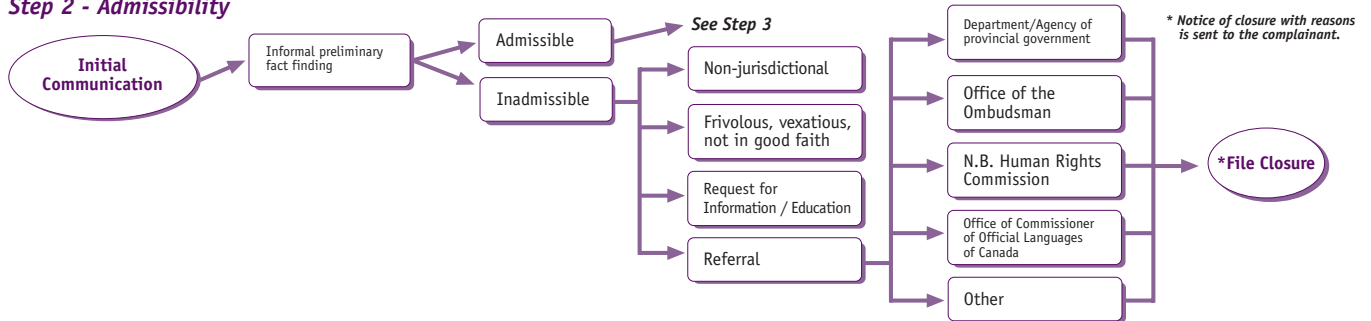 Step 2 - Admissibility
Initial
Communication
Informal preliminary
fact finding
Admissible
Inadmissible
See Step 3
Non-jurisdictional
Frivolous, vexatious,
not in good faith
Request for
Information / Education
Referral
Department/Agency of
provincial government
Office of the
Ombudsman
N.B. Human Rights
Commission
Office of Commissioner
of Official Languages
of Canada
Other
* Notice of closure with reasons
is sent to the complainant.
*File Closure